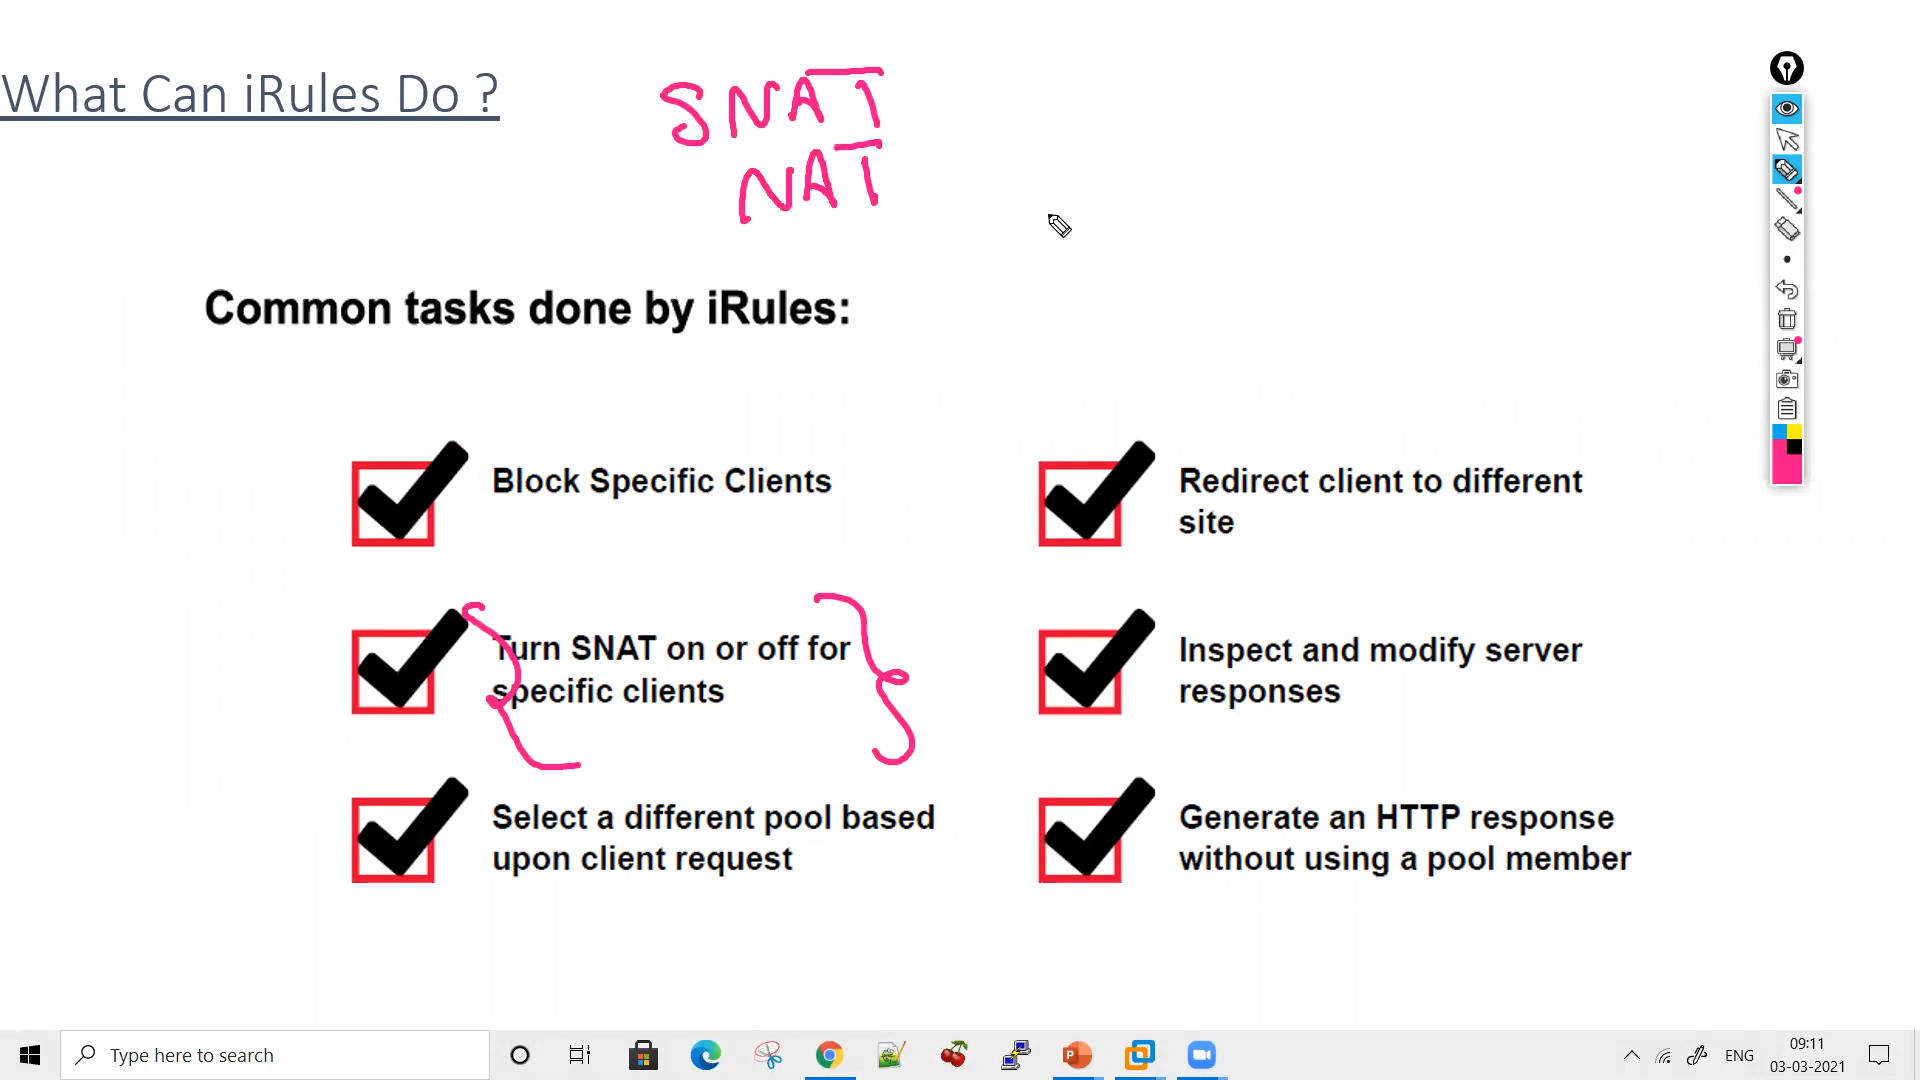 What Can iRules Do ?
SNAT
NAT
Common tasks done by iRules:
Block Specific Clients
Turn SNAT on or off for
specific clients
Select a different pool based
upon client request
Redirect client to different
site
Inspect and modify server
responses
Generate an HTTP response
without using a pool member
Type here to search
ENG
09:11
03-03-2021